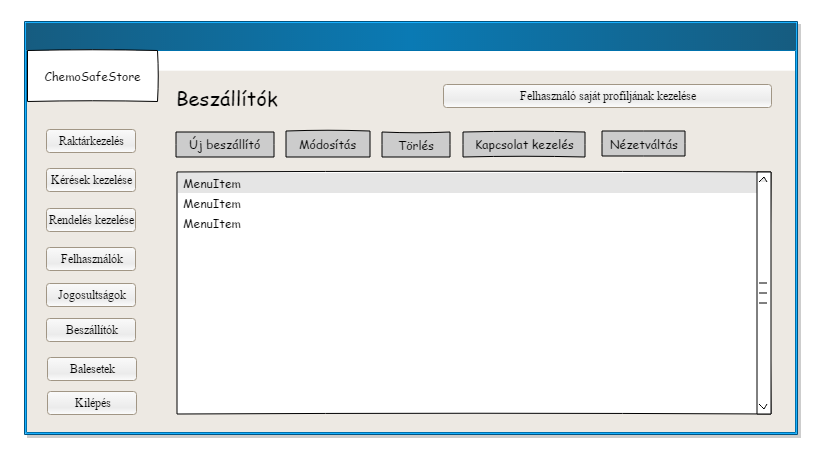 ChemoSafeStore
Beszállítók
Felhasználó saját profiljának kezelése
Új beszállító
Módosítás
Törlés
Kapcsolat kezelés
Nézetváltás
Raktárkezelés
Kérések kezelése
Rendelés kezelése
Felhasználók
Jogosultságok
Beszállítók
Balesetek
Kilépés
MenuItem
MenuItem
MenuItem